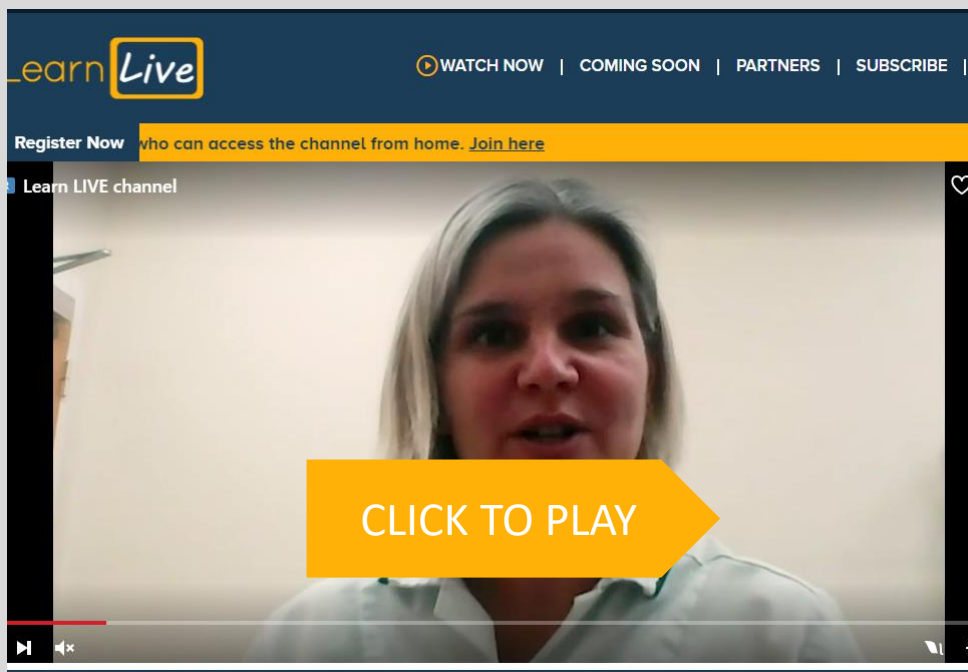 Learn Live
WATCH NOW | COMING SOON | PARTNERS | SUBSCRIBE |
Register Now who can access the channel from home. Join here
Learn LIVE channel
CLICK TO PLAY